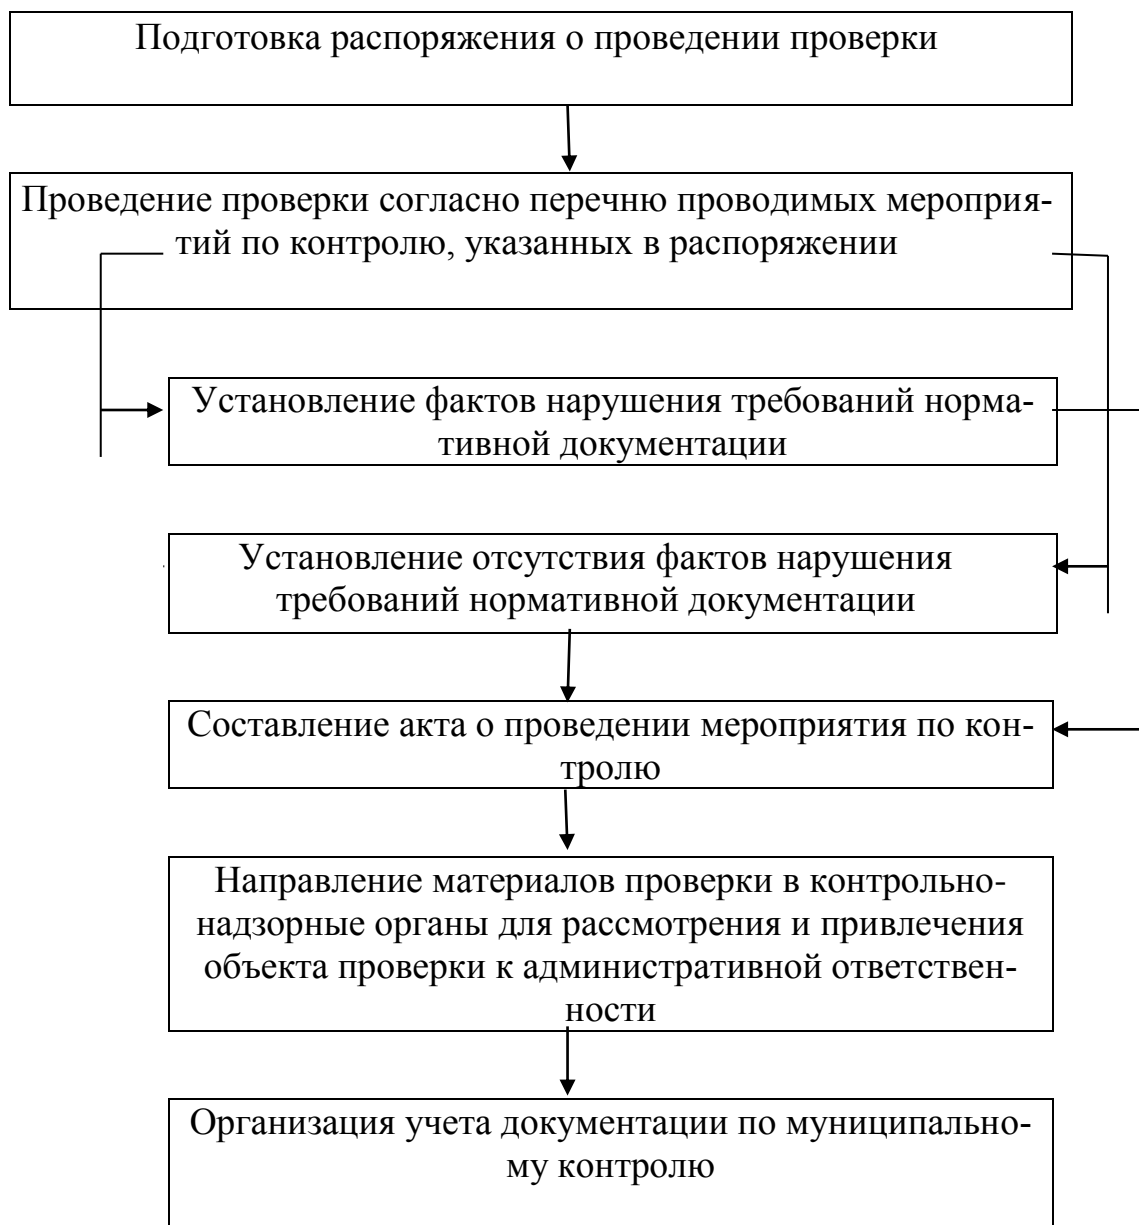 Подготовка распоряжения о проведении проверки
Проведение проверки согласно перечню проводимых мероприя-
тий по контролю, указанных в распоряжении
Установление фактов нарушения требований норма-
тивной документации
Установление отсутствия фактов нарушения
требований нормативной документации
Составление акта о проведении мероприятия по кон-
тролю
Направление материалов проверки в контрольно-
надзорные органы для рассмотрения и привлечения
объекта проверки к административной ответствен-
ности
Организация учета документации по муниципально-
му контролю